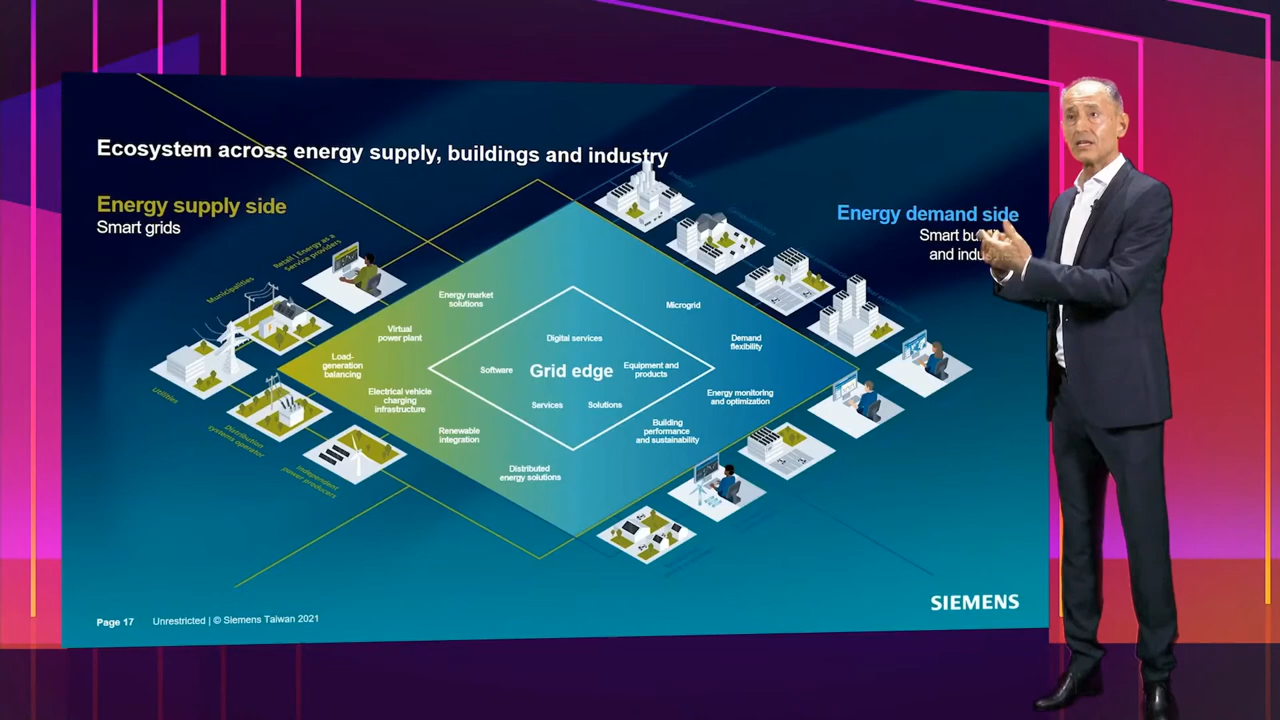 Ecosystem across energy supply, buildings and industry
Energy supply side
Smart grids
Energy demand side
Smart
and
Retail | Energy as a
service providers
Municipalities
Utilities
Distribution
systems operator
Independent
power producers
Energy market
solutions
Virtual
power plant
Load-
generation
balancing
Electrical vehicle
charging
infrastructure
Renewable
integration
Distributed
energy solutions
Digital services
Software
Grid edge
Equipment and
products
Services
Solutions
Microgrid
Demand
flexibility
Energy monitoring
and optimization
Building
performance
and sustainability
SIEMENS
Page 17
Unrestricted | © Siemens Taiwan 2021